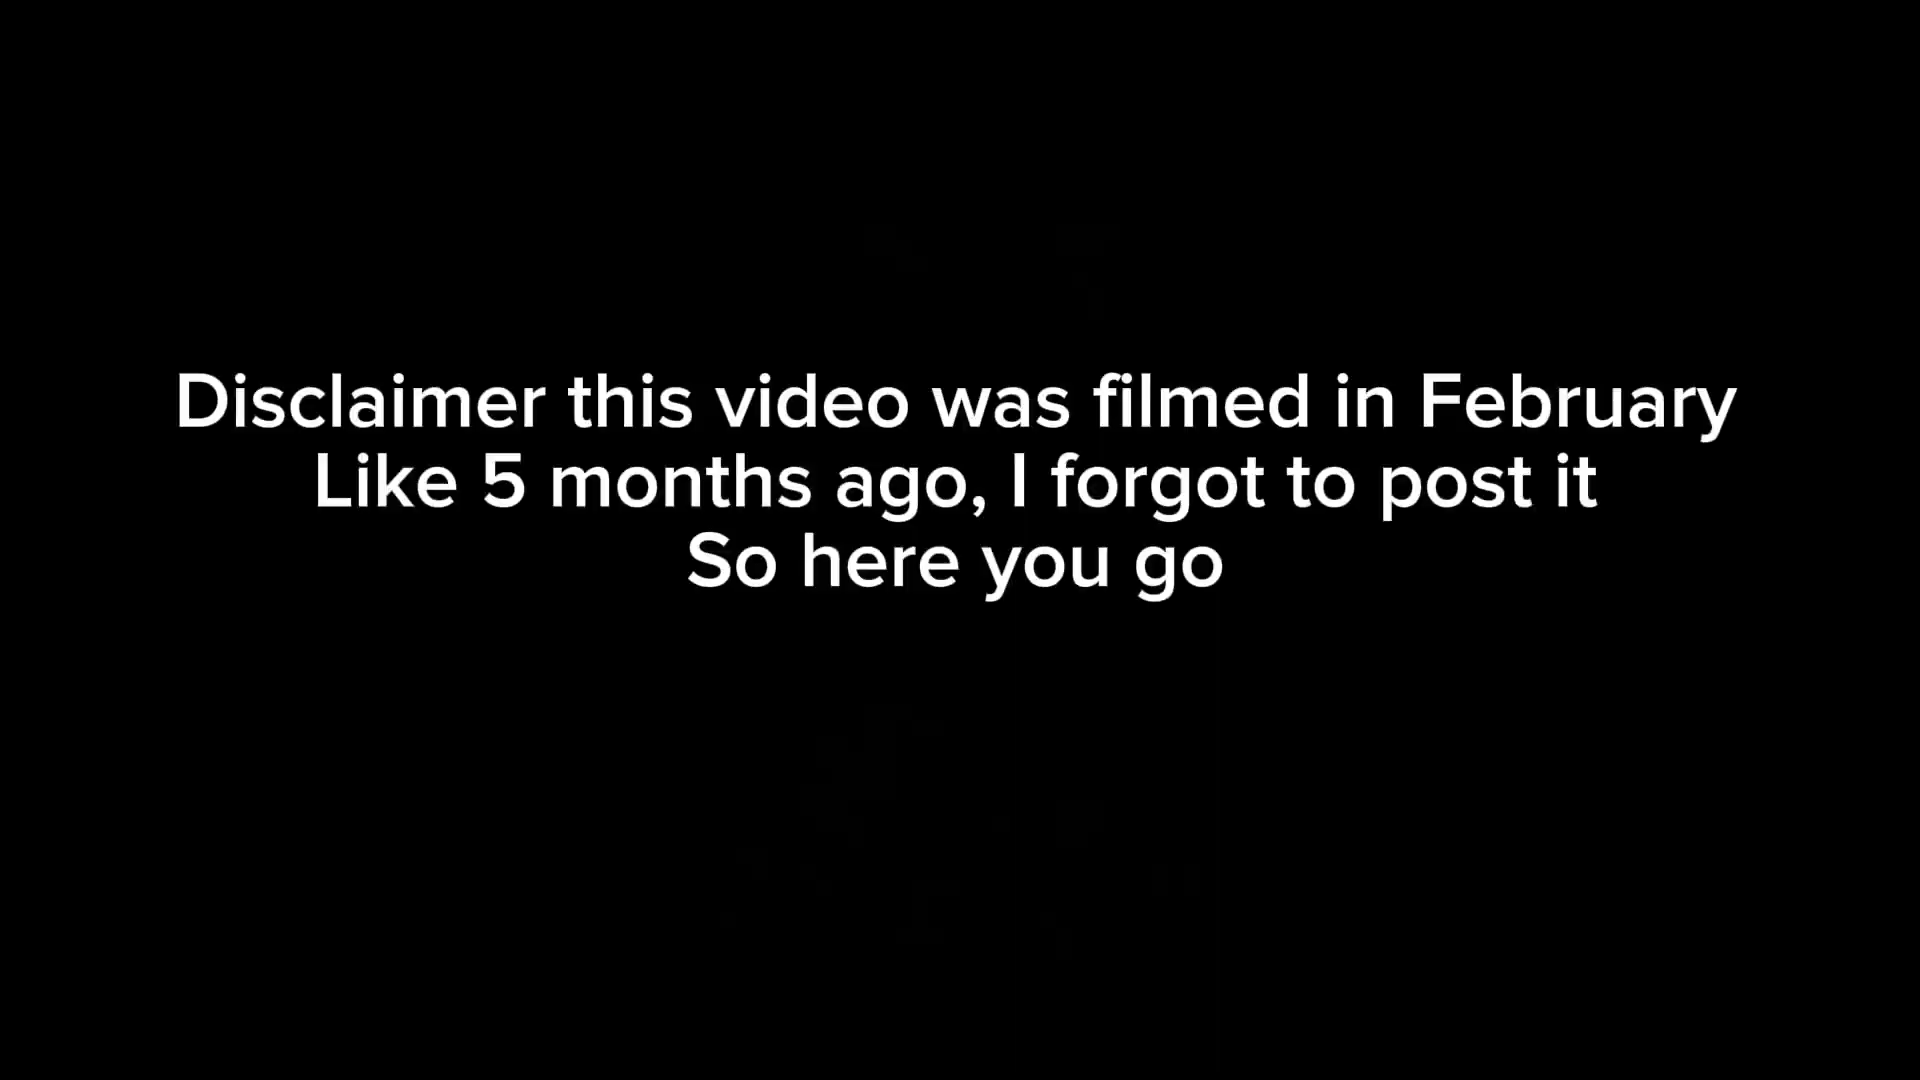 Disclaimer this video was filmed in February
Like 5 months ago, I forgot to post it
So here you go